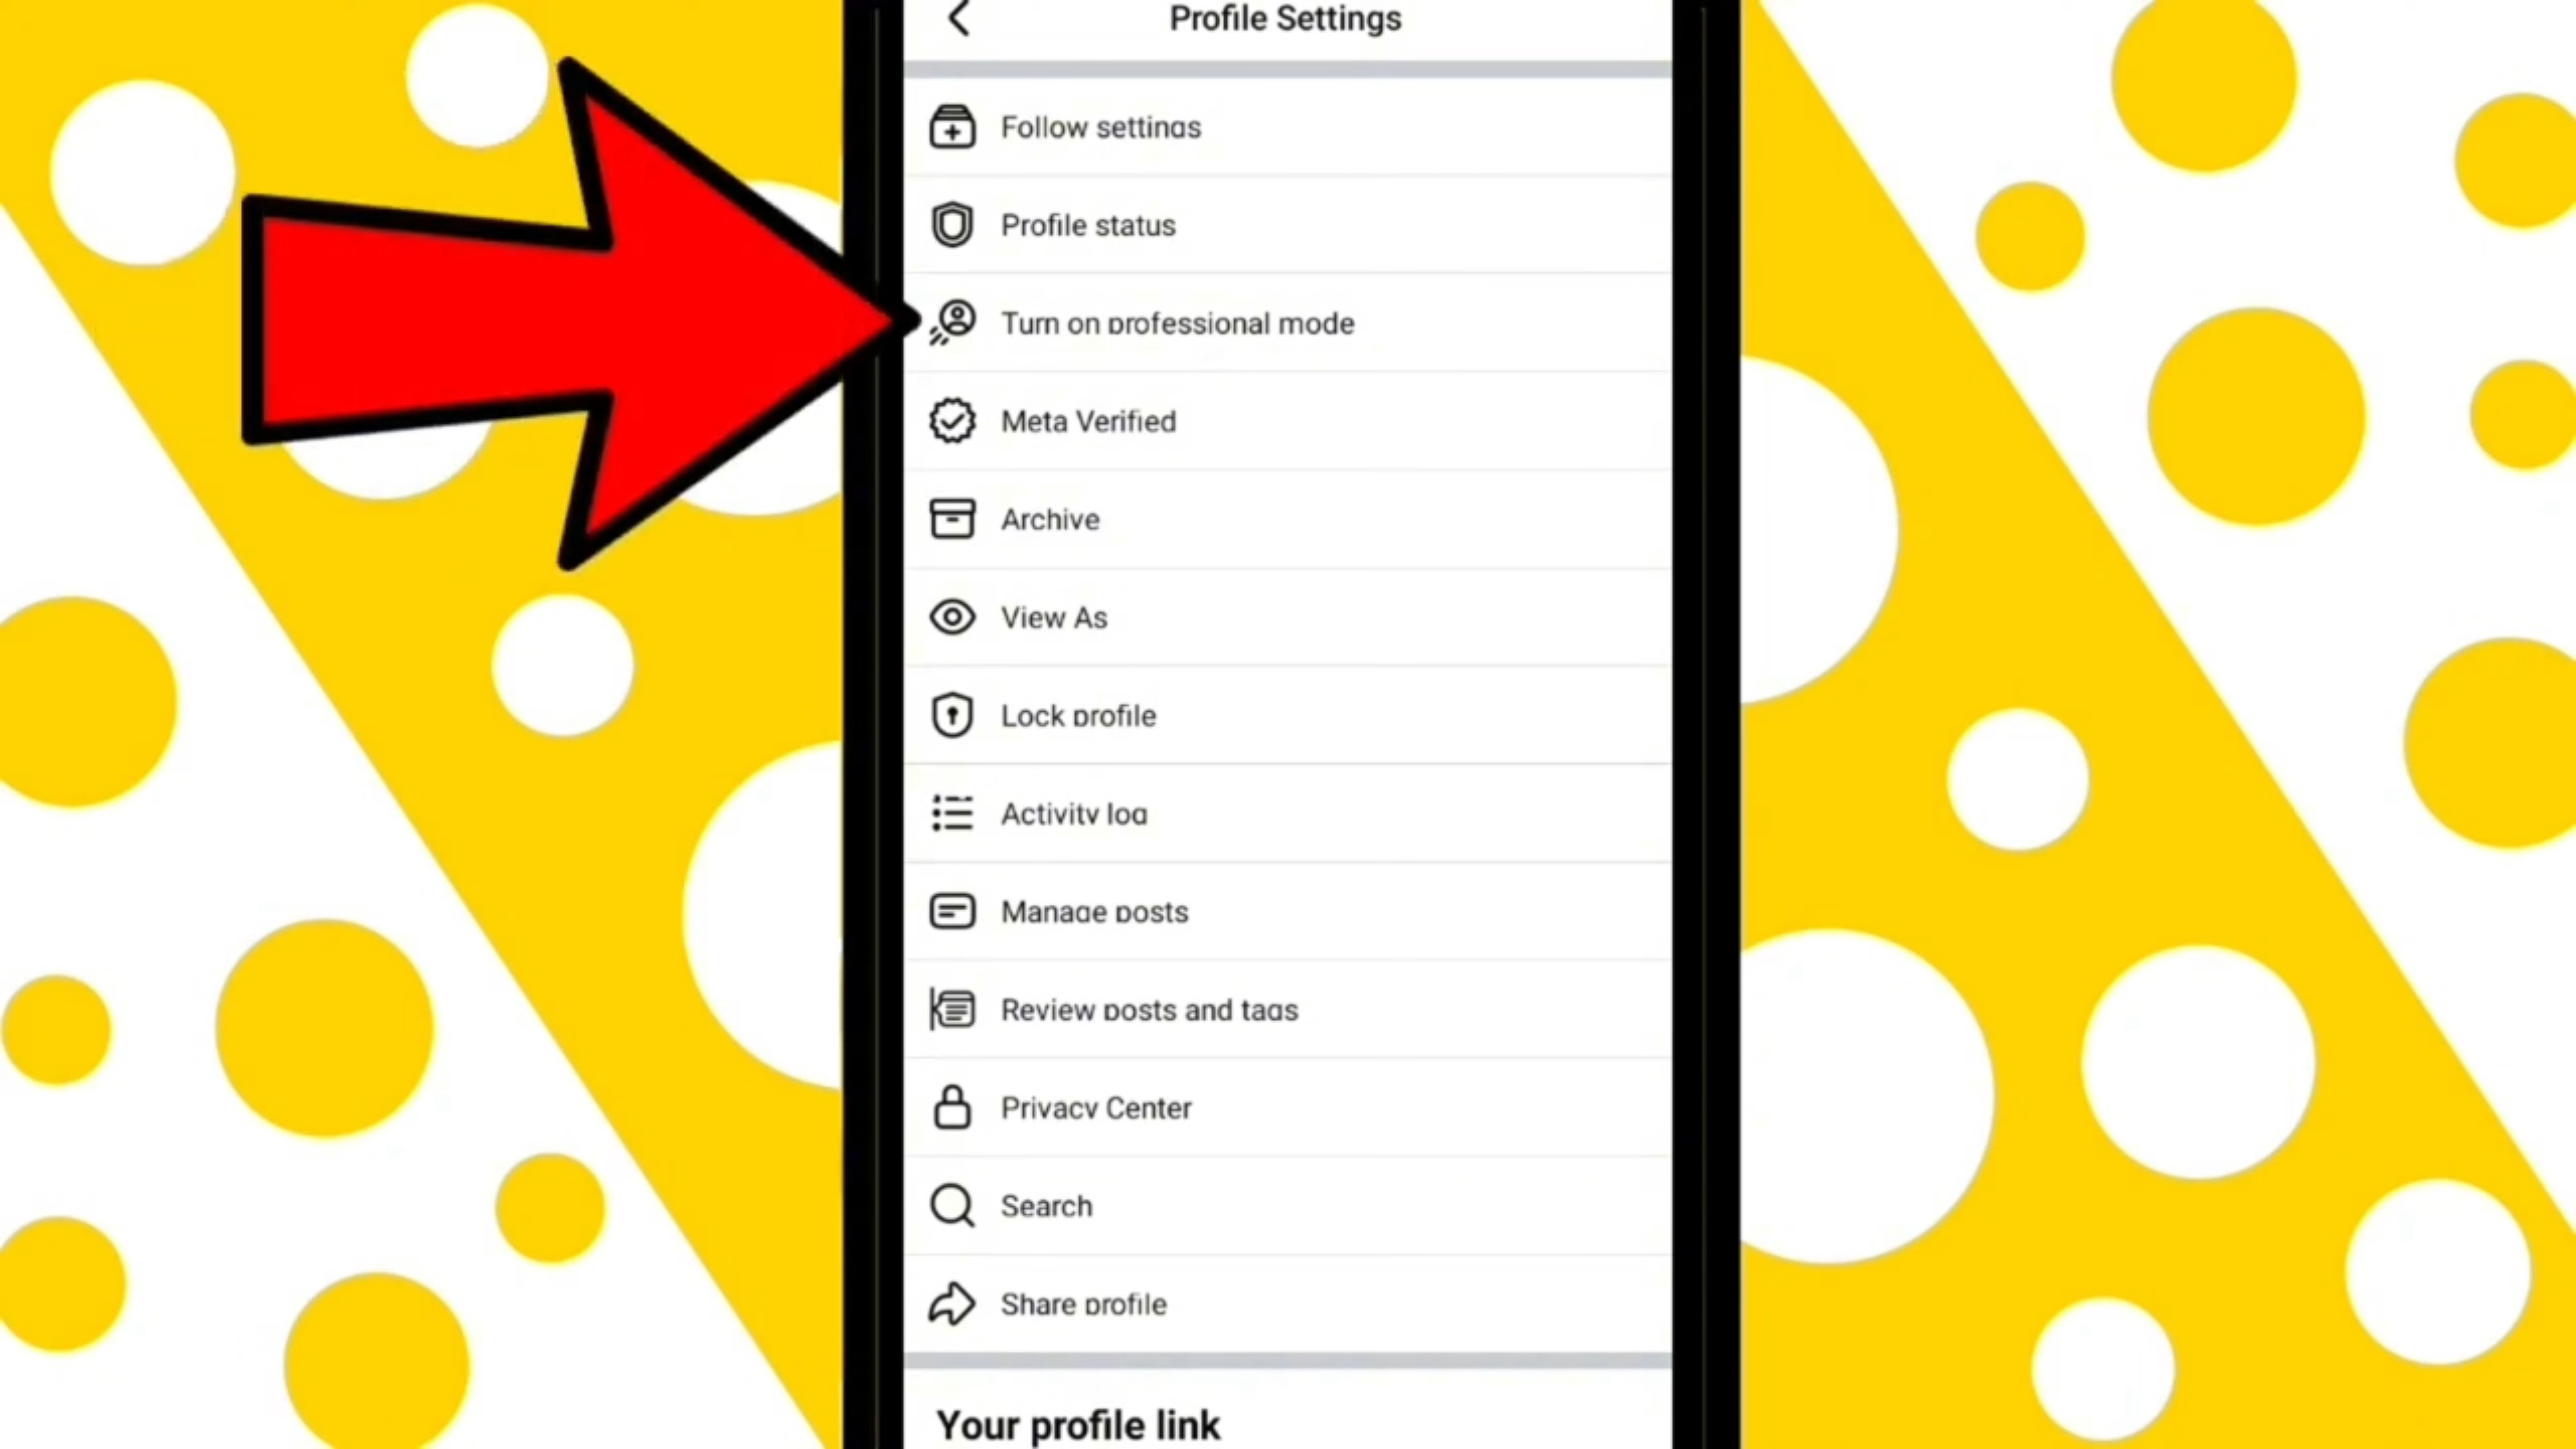 Profile Settings
Follow settings
Profile status
Turn on professional mode
Meta Verified
Archive
View As
Lock profile
Activity log
Manage posts
Review posts and tags
Privacy Center
Search
Share profile
Your profile link